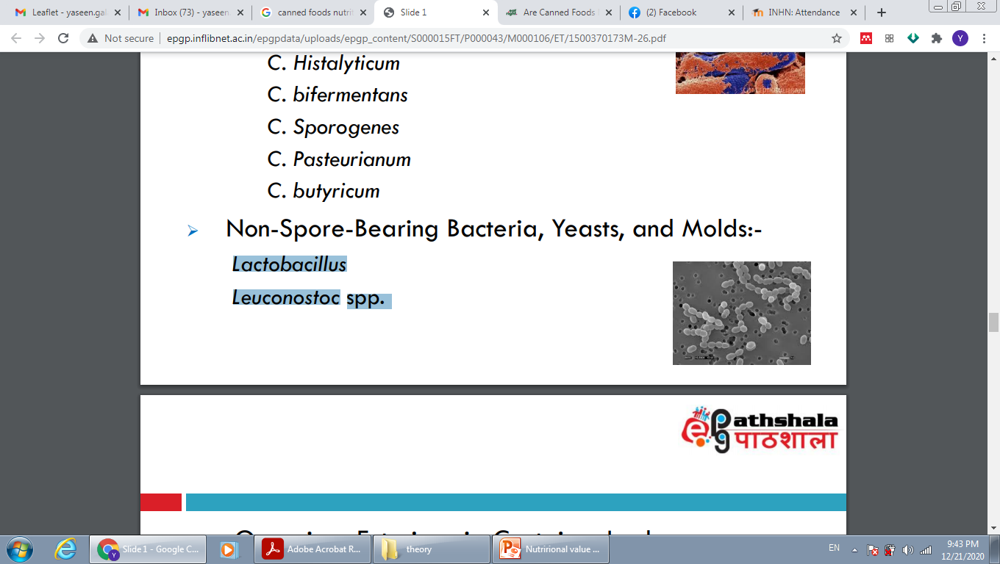 Leaflet - yaseen.gal
Inbox (73) - yaseen.
canned foods nutrit
Slide 1
Are Canned Foods
(2) Facebook
INHN: Attendance
Not secure
epgp.inflibnet.ac.in/epgpdata/uploads/epgp_content/S000015FT/P000043/M000106/ET/1500370173M-26.pdf
Y
C. Histalyticum
C. bifermentans
C. Sporogenes
C. Pasteurianum
C. butyricum
Non-Spore-Bearing Bacteria, Yeasts, and Molds:-
Lactobacillus
Leuconostoc spp.
SCIENCEPHOTOLIBRARY
e pg athshala
पाठशाला
Slide 1 - Google C...
Adobe Acrobat R...
theory
Nutrirional value ...
EN
9:43 PM
12/21/2020